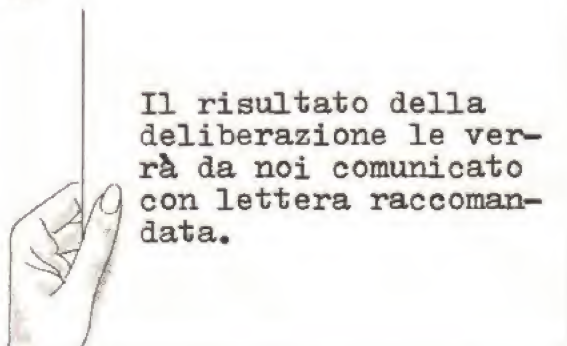 Il risultato della
deliberazione le ver-
rà da noi comunicato
con lettera raccoman-
data.